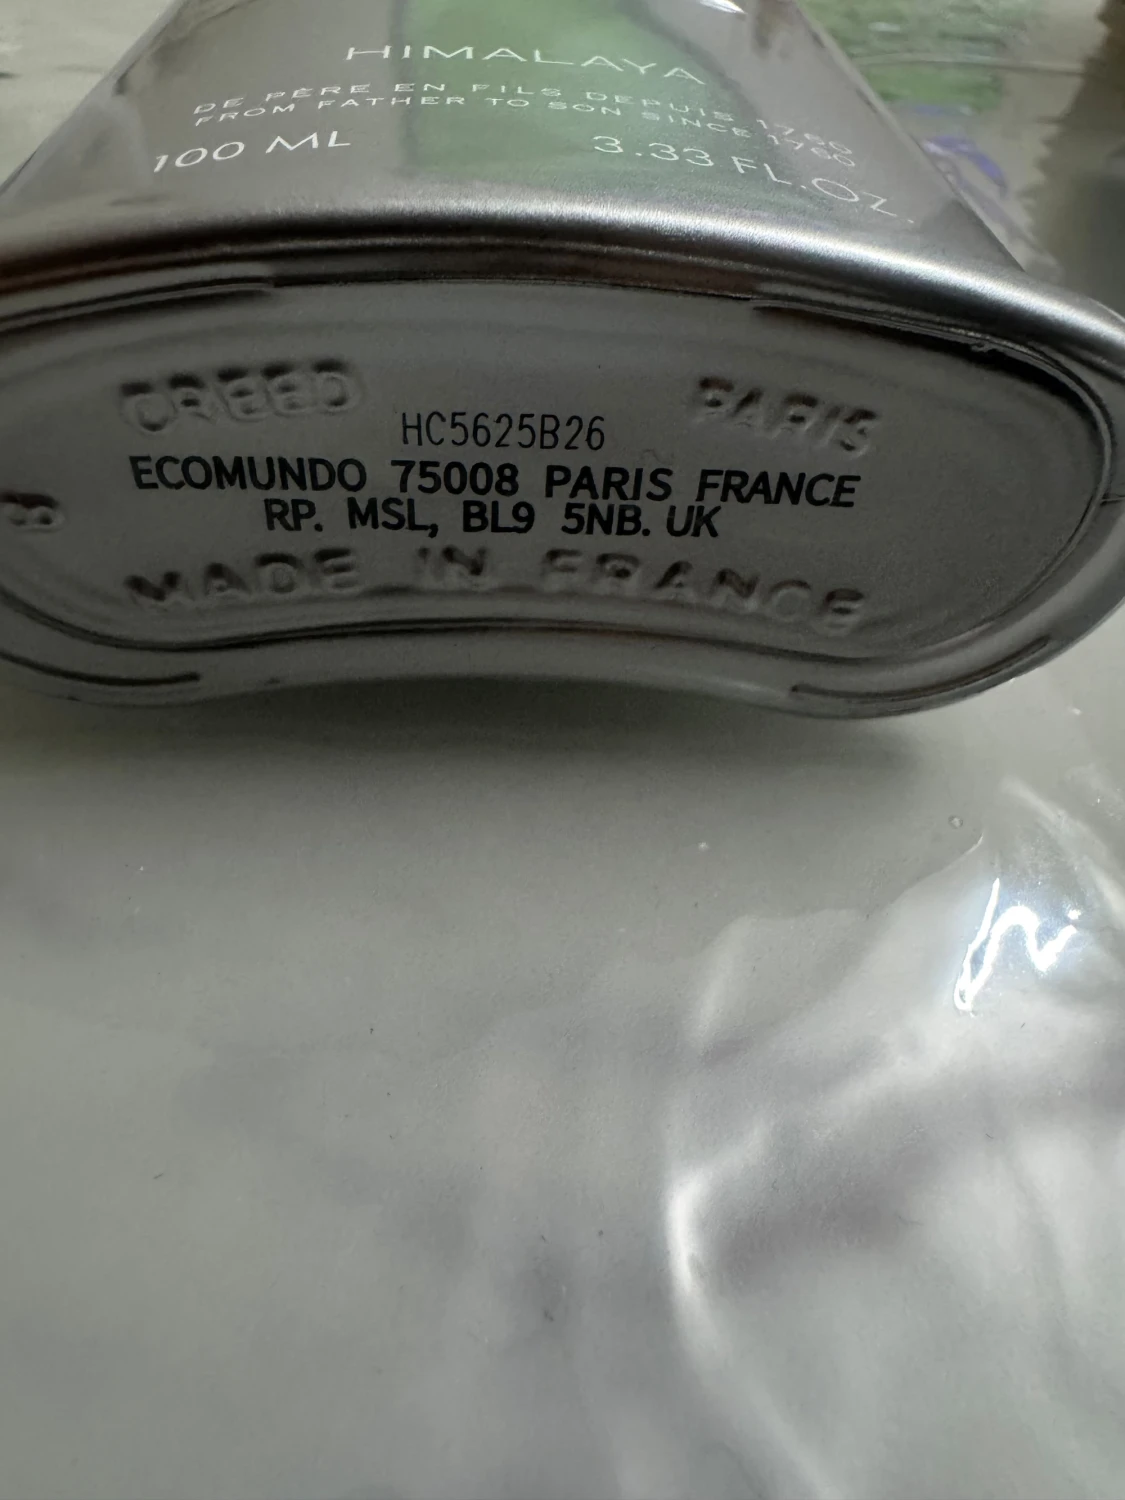 HIMALAYA
DE PÈRE EN FILS DEPUIS 1760
FROM FATHER TO SON SINCE 1760
100 ML 3.33 FL.OZ.
CREED PARIS
HC5625B26
ECOMUNDO 75008 PARIS FRANCE
RP. MSL, BL9 5NB. UK
8
MADE IN FRANCE